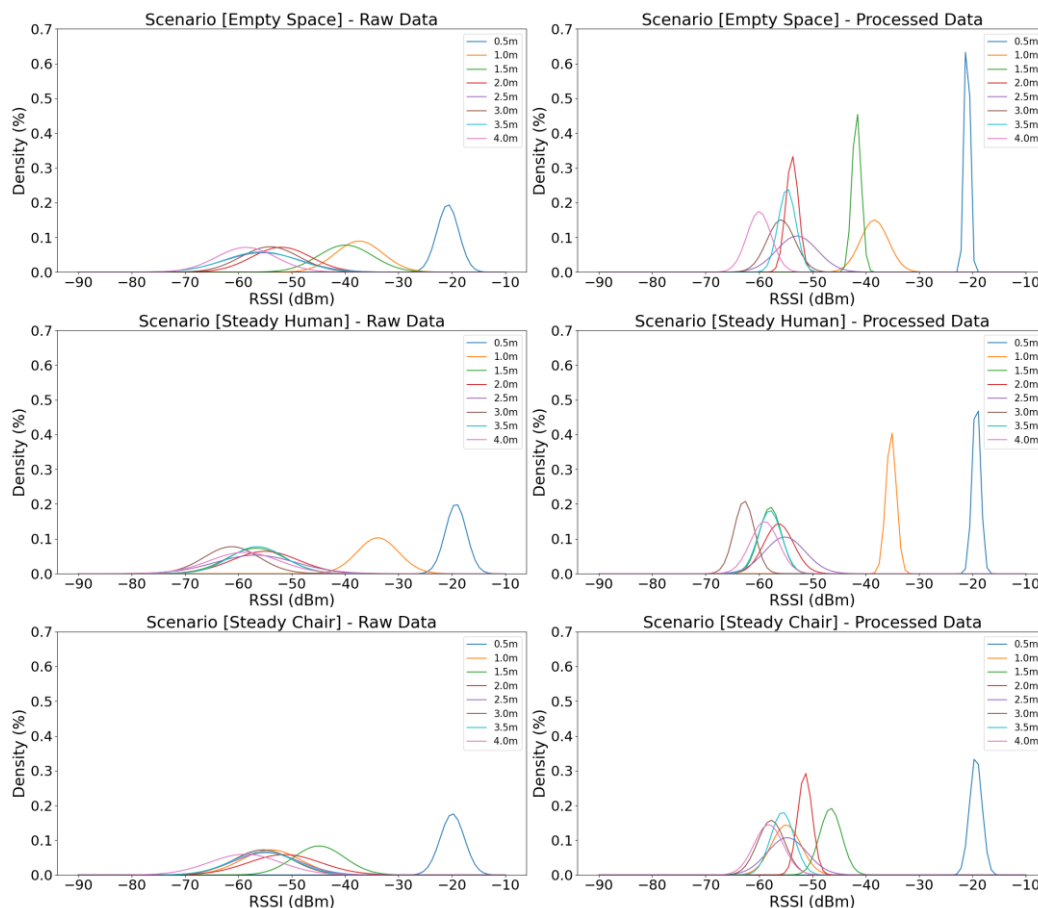 Scenario [Empty Space] - Raw Data
0.7
0.6
0.5
0.4
0.3
0.2
0.1
0.0
Density (%)
−90 −80 −70 −60 −50 −40 −30 −20 −10
RSSI (dBm)
0.5m
1.0m
1.5m
2.0m
2.5m
3.0m
3.5m
4.0m
Scenario [Empty Space] - Processed Data
0.7
0.6
0.5
0.4
0.3
0.2
0.1
0.0
Density (%)
−90 −80 −70 −60 −50 −40 −30 −20 −10
RSSI (dBm)
0.5m
1.0m
1.5m
2.0m
2.5m
3.0m
3.5m
4.0m
Scenario [Steady Human] - Raw Data
0.7
0.6
0.5
0.4
0.3
0.2
0.1
0.0
Density (%)
−90 −80 −70 −60 −50 −40 −30 −20 −10
RSSI (dBm)
0.5m
1.0m
1.5m
2.0m
2.5m
3.0m
3.5m
4.0m
Scenario [Steady Human] - Processed Data
0.7
0.6
0.5
0.4
0.3
0.2
0.1
0.0
Density (%)
−90 −80 −70 −60 −50 −40 −30 −20 −10
RSSI (dBm)
0.5m
1.0m
1.5m
2.0m
2.5m
3.0m
3.5m
4.0m
Scenario [Steady Chair] - Raw Data
0.7
0.6
0.5
0.4
0.3
0.2
0.1
0.0
Density (%)
−90 −80 −70 −60 −50 −40 −30 −20 −10
RSSI (dBm)
0.5m
1.0m
1.5m
2.0m
2.5m
3.0m
3.5m
4.0m
Scenario [Steady Chair] - Processed Data
0.7
0.6
0.5
0.4
0.3
0.2
0.1
0.0
Density (%)
−90 −80 −70 −60 −50 −40 −30 −20 −10
RSSI (dBm)
0.5m
1.0m
1.5m
2.0m
2.5m
3.0m
3.5m
4.0m